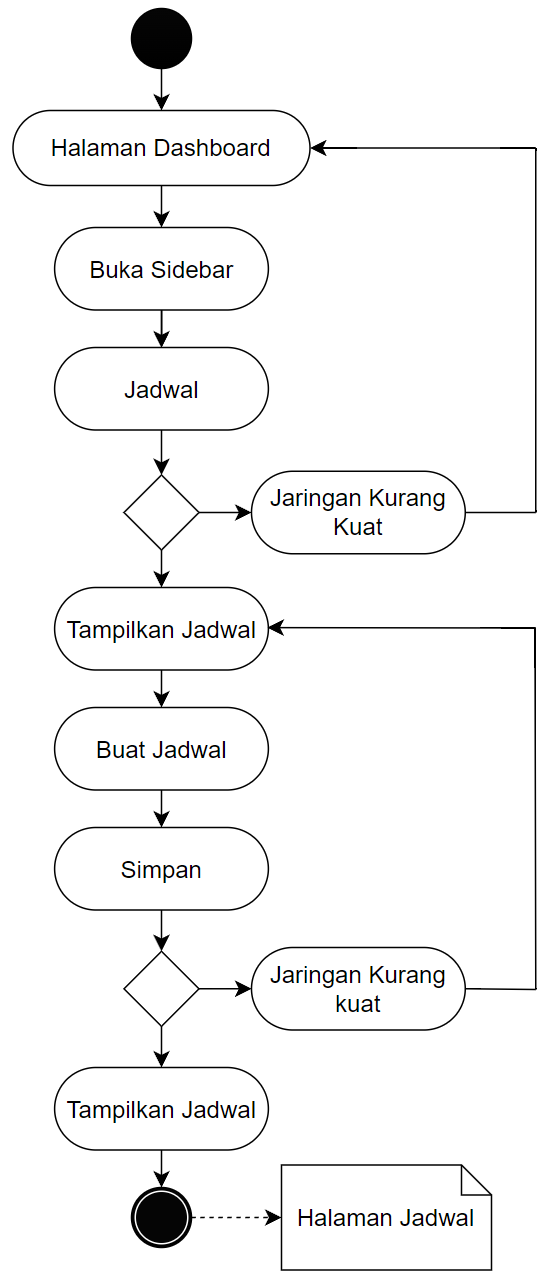 Halaman Dashboard
Buka Sidebar
Jadwal
Jaringan Kurang
Kuat
Tampilkan Jadwal
Buat Jadwal
Simpan
Jaringan Kurang
kuat
Tampilkan Jadwal
Halaman Jadwal